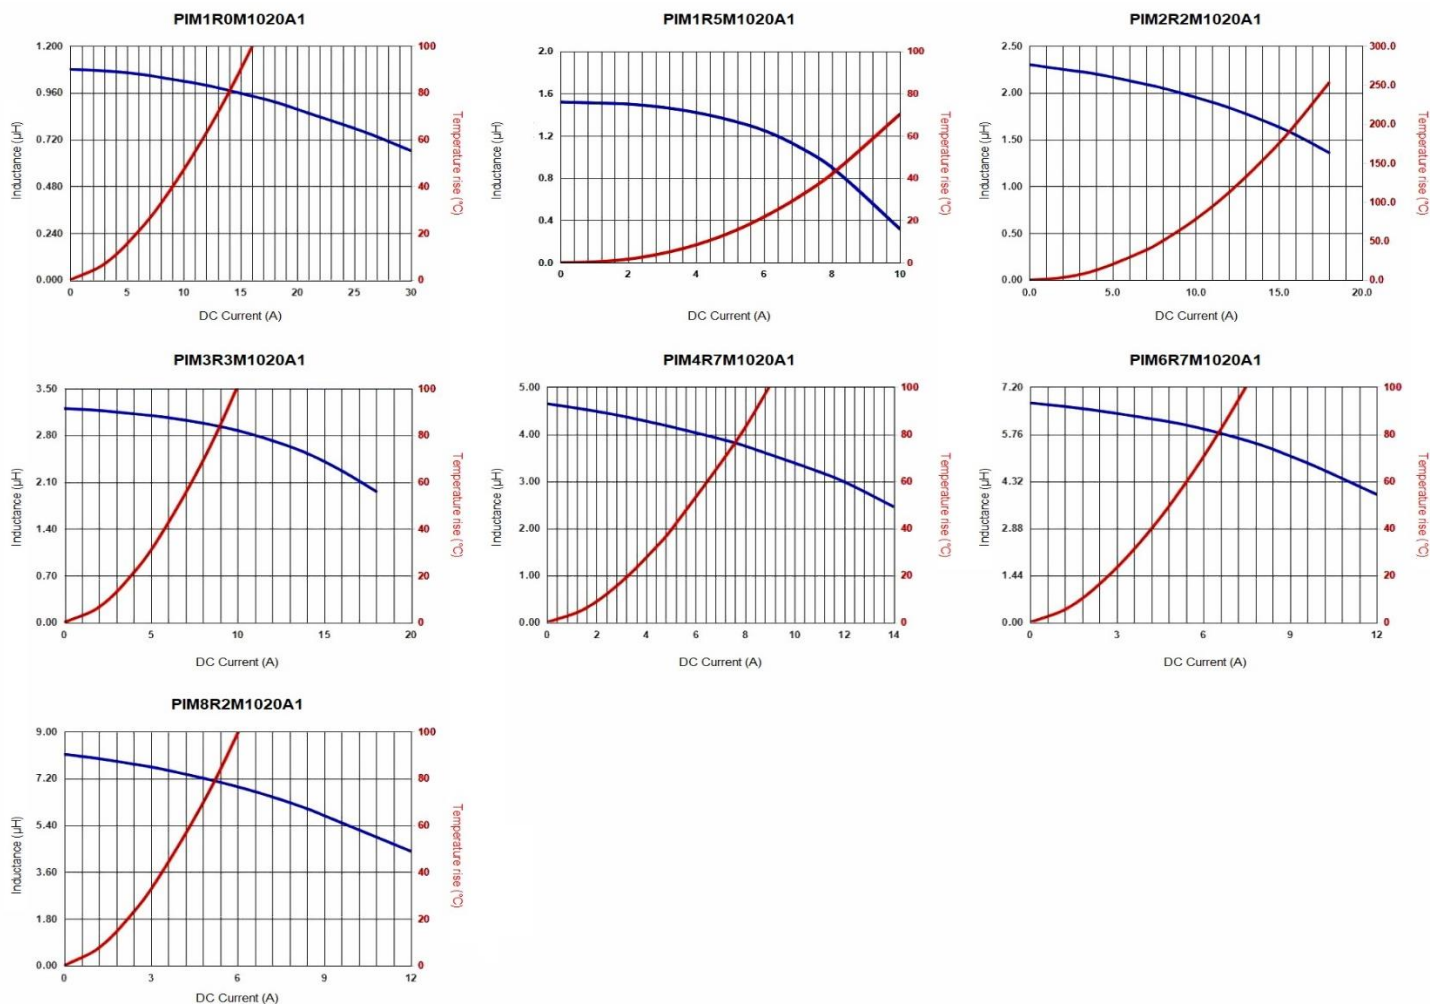 PIM1R0M1020A1
1.200
0.960
0.720
0.480
0.240
0.000
Inductance (μH)
100
80
60
40
20
0
Temperature rise (℃)
0 5 10 15 20 25 30
DC Current (A)
PIM1R5M1020A1
2.0
1.6
1.2
0.8
0.4
0.0
Inductance (μH)
100
80
60
40
20
0
Temperature rise (℃)
0 2 4 6 8 10
DC Current (A)
PIM2R2M1020A1
2.50
2.00
1.50
1.00
0.50
0.00
Inductance (μH)
300.0
250.0
200.0
150.0
100.0
50.0
0.0
Temperature rise (℃)
0.0 5.0 10.0 15.0 20.0
DC Current (A)
PIM3R3M1020A1
3.50
2.80
2.10
1.40
0.70
0.00
Inductance (μH)
100
80
60
40
20
0
Temperature rise (℃)
0 5 10 15 20
DC Current (A)
PIM4R7M1020A1
5.00
4.00
3.00
2.00
1.00
0.00
Inductance (μH)
100
80
60
40
20
0
Temperature rise (℃)
0 2 4 6 8 10 12 14
DC Current (A)
PIM6R7M1020A1
7.20
5.76
4.32
2.88
1.44
0.00
Inductance (μH)
100
80
60
40
20
0
Temperature rise (℃)
0 3 6 9 12
DC Current (A)
PIM8R2M1020A1
9.00
7.20
5.40
3.60
1.80
0.00
Inductance (μH)
100
80
60
40
20
0
Temperature rise (℃)
0 3 6 9 12
DC Current (A)